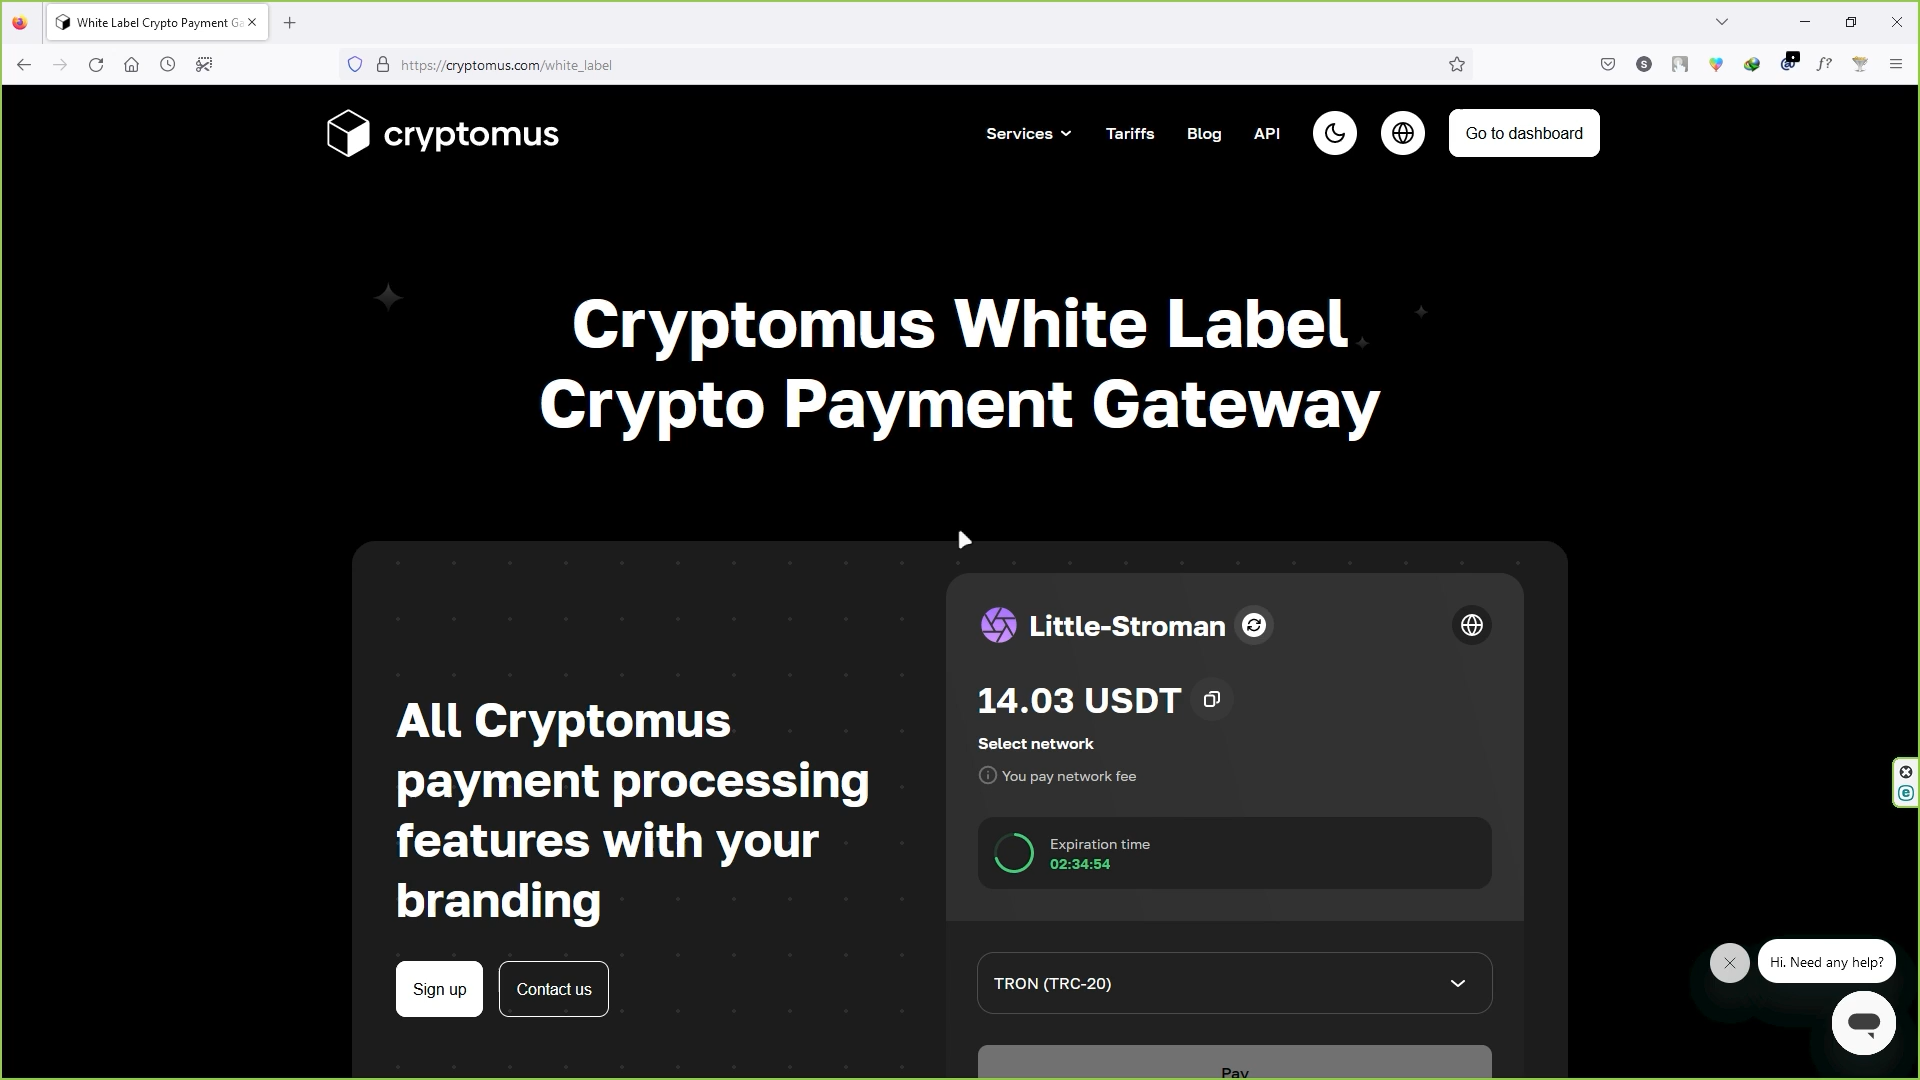 White Label Crypto Payment Ga
https://cryptomus.com/white_label
S
f?
cryptomus
Services
Tariffs
Blog
API
Go to dashboard
Cryptomus White Label
Crypto Payment Gateway
Little-Stroman
14.03 USDT
Select network
You pay network fee
Expiration time
02:34:54
All Cryptomus
payment processing
features with your
branding
Sign up
Contact us
TRON (TRC-20)
Pay
Hi. Need any help?